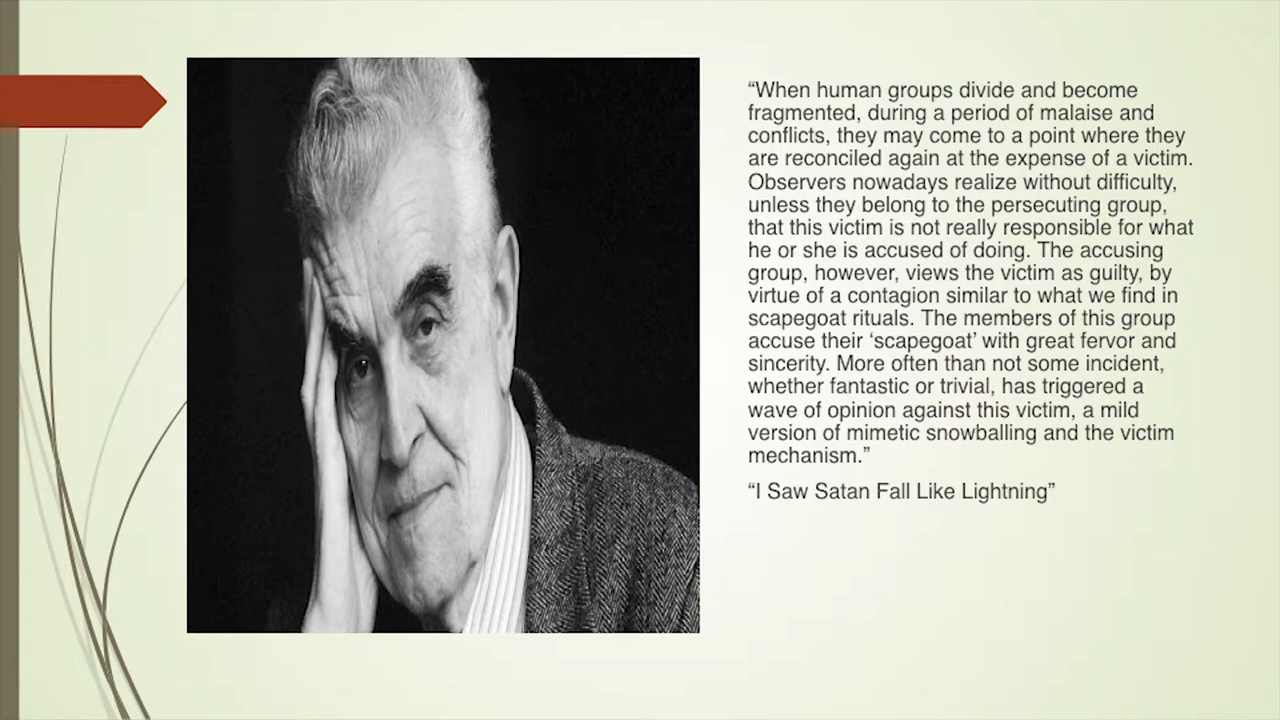 “When human groups divide and become
fragmented, during a period of malaise and
conflicts, they may come to a point where they
are reconciled again at the expense of a victim.
Observers nowadays realize without difficulty,
unless they belong to the persecuting group,
that this victim is not really responsible for what
he or she is accused of doing. The accusing
group, however, views the victim as guilty, by
virtue of a contagion similar to what we find in
scapegoat rituals. The members of this group
accuse their ‘scapegoat’ with great fervor and
sincerity. More often than not some incident,
whether fantastic or trivial, has triggered a
wave of opinion against this victim, a mild
version of mimetic snowballing and the victim
mechanism.”
“I Saw Satan Fall Like Lightning”